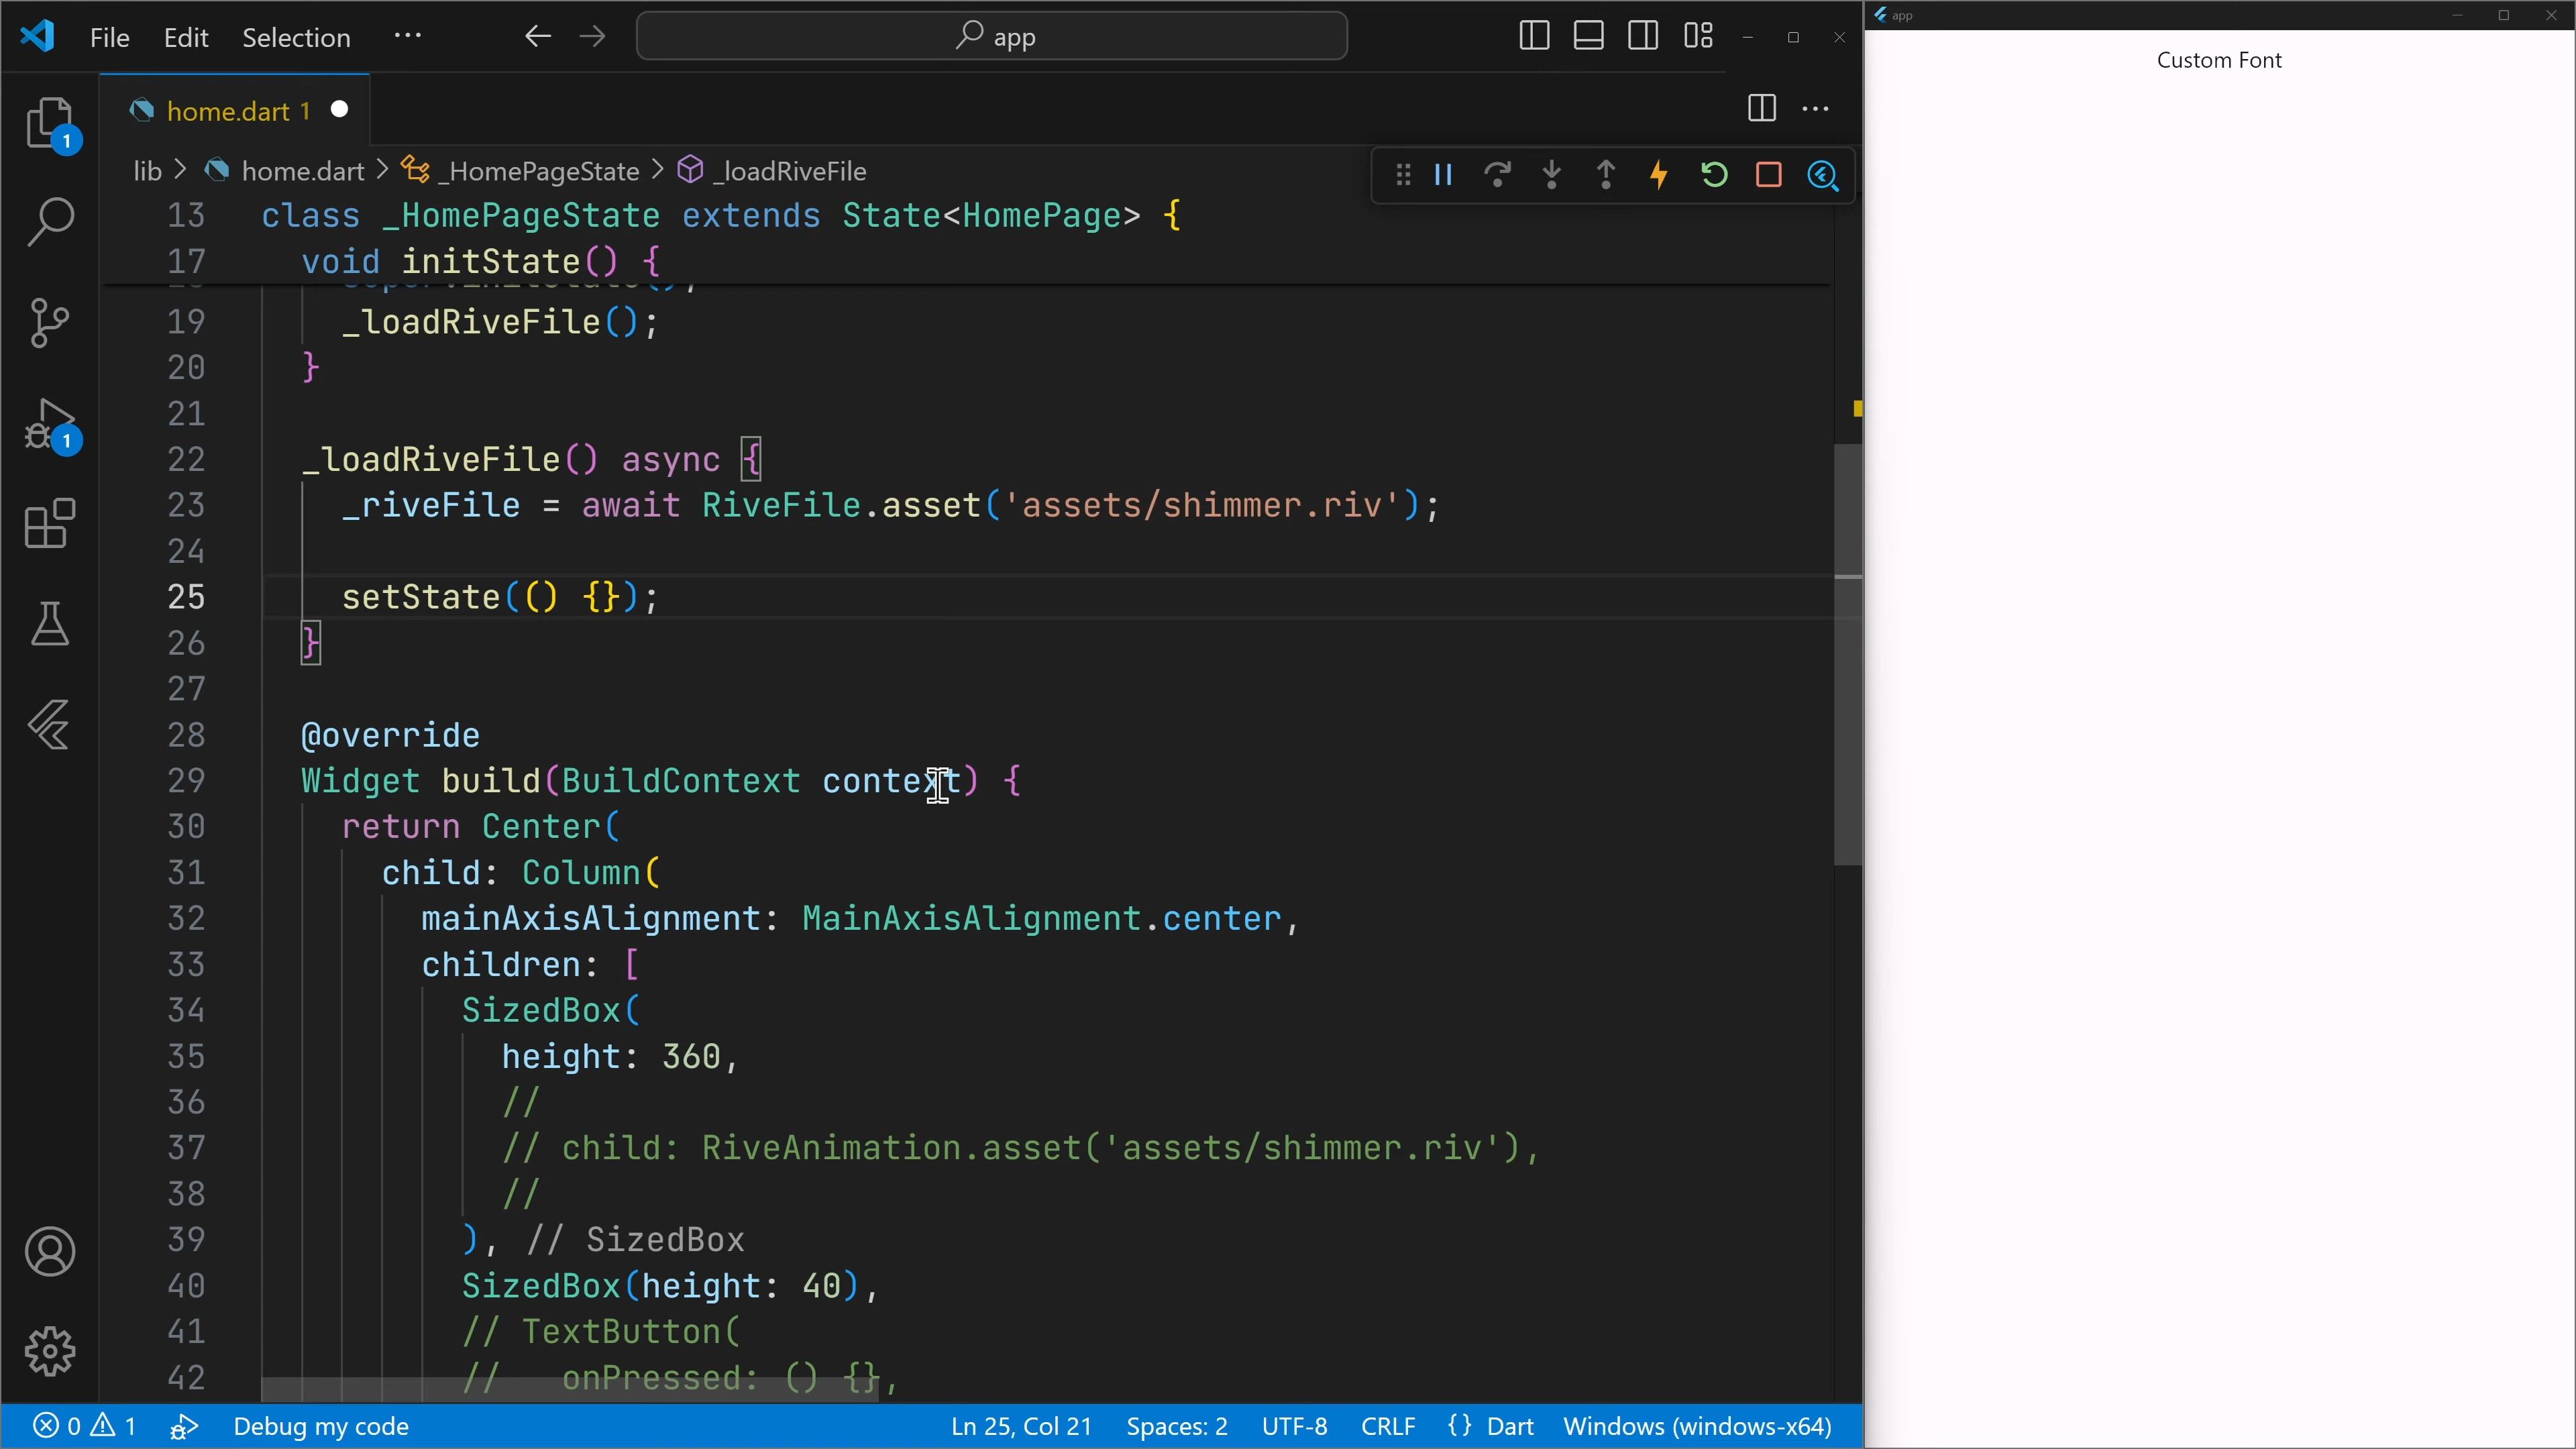 File Edit Selection ··· app
home.dart 1
lib > home.dart > _HomePageState > _loadRiveFile
13 class _HomePageState extends State<HomePage> {
17 void initState() {
19 _loadRiveFile();
20 }
21
22 _loadRiveFile() async {
23 _riveFile = await RiveFile.asset('assets/shimmer.riv');
24
25 setState(() {});
26 }
27
28 @override
29 Widget build(BuildContext context) {
30 return Center(
31 child: Column(
32 mainAxisAlignment: MainAxisAlignment.center,
33 children: [
34 SizedBox(
35 height: 360,
36 //
37 // child: RiveAnimation.asset('assets/shimmer.riv'),
38 //
39 ), // SizedBox
40 SizedBox(height: 40),
41 // TextButton(
42 // onPressed: () {},
1
1
0 1 Debug my code Ln 25, Col 21 Spaces: 2 UTF-8 CRLF {} Dart Windows (windows-x64)
app
Custom Font